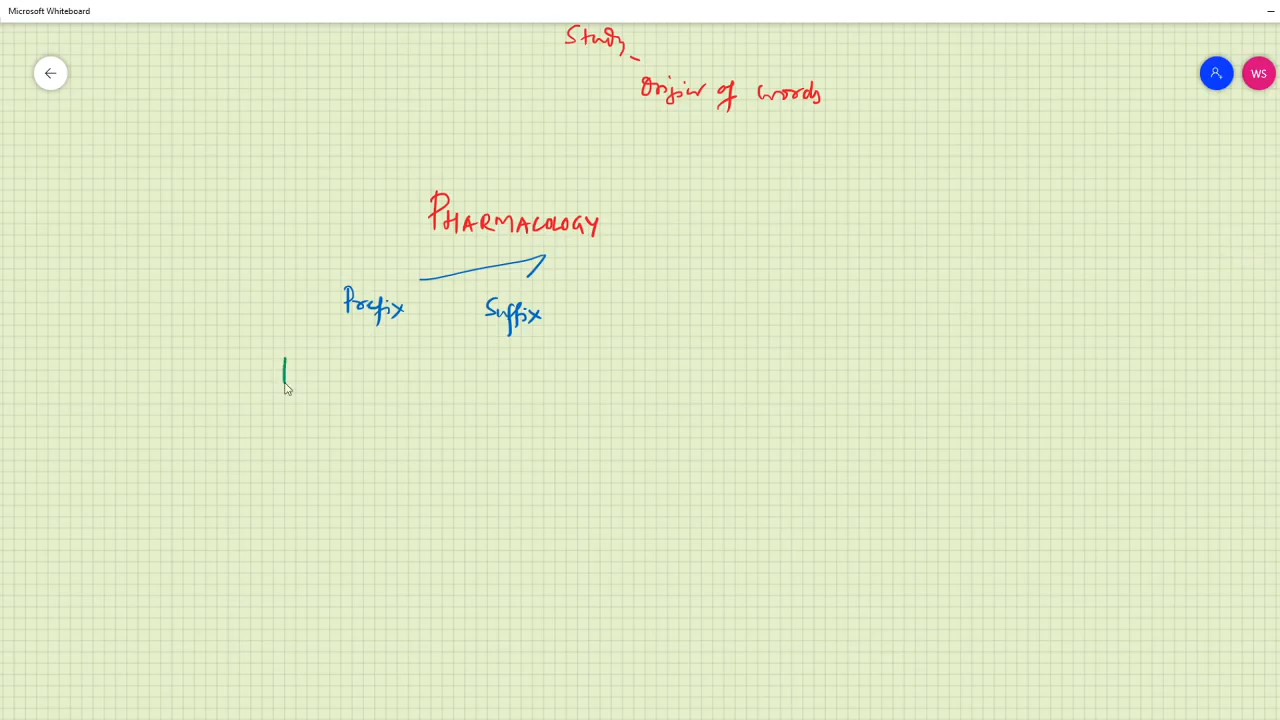 Microsoft Whiteboard
Study
Origin of words
WS
PHARMACOLOGY
Prefix Suffix